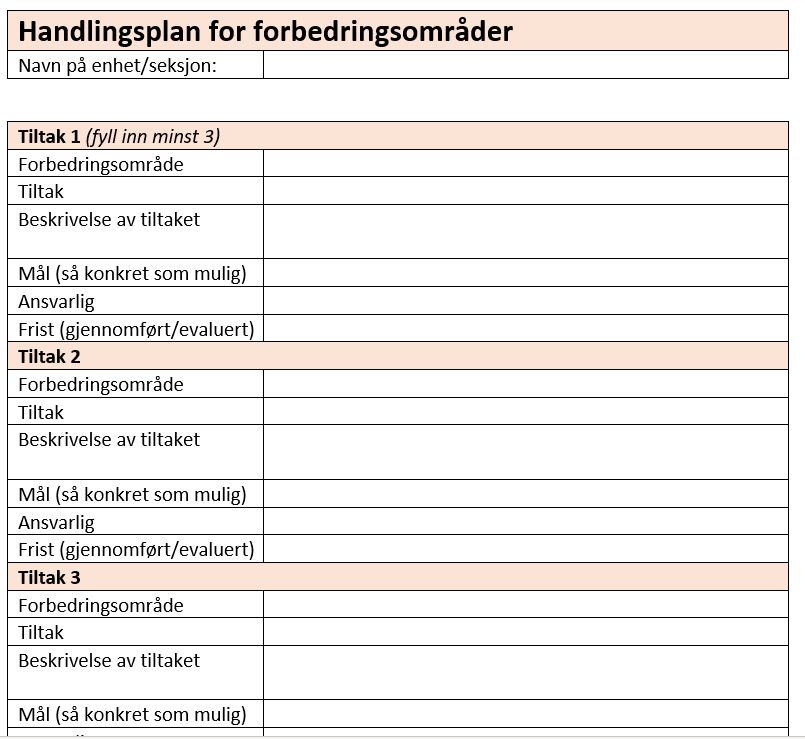 Handlingsplan for forbedringsområder
Navn på enhet/seksjon:
Tiltak 1 (fyll inn minst 3)
Forbedringsområde
Tiltak
Beskrivelse av tiltaket
Mål (så konkret som mulig)
Ansvarlig
Frist (gjennomført/evaluert)
Tiltak 2
Forbedringsområde
Tiltak
Beskrivelse av tiltaket
Mål (så konkret som mulig)
Ansvarlig
Frist (gjennomført/evaluert)
Tiltak 3
Forbedringsområde
Tiltak
Beskrivelse av tiltaket
Mål (så konkret som mulig)